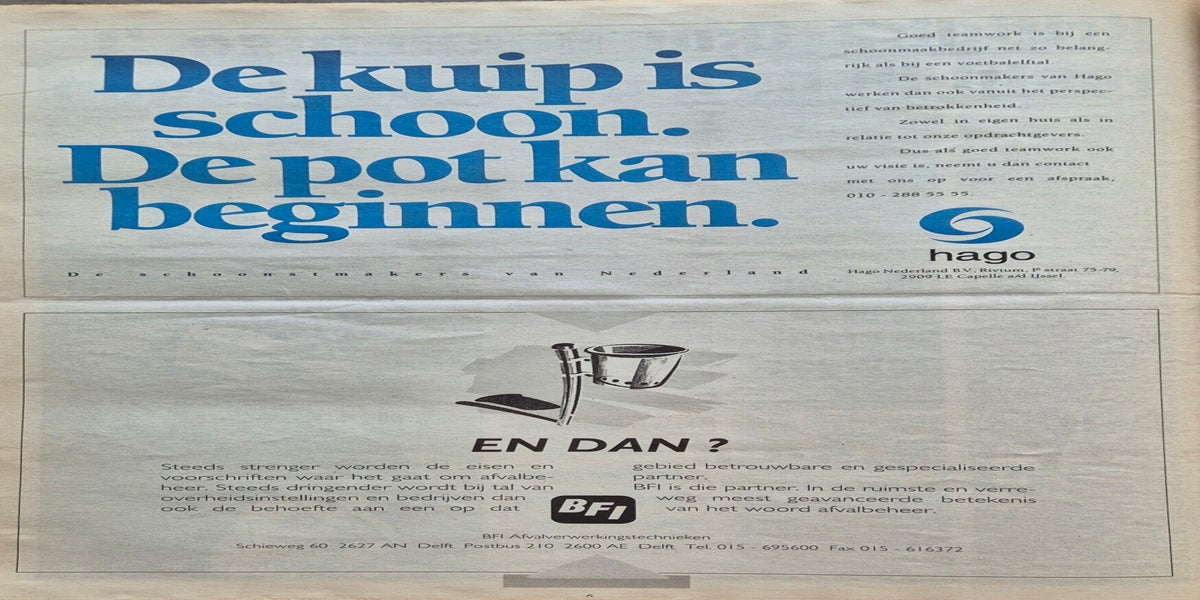 De kuip is
schoon.
De pot kan
beginnen.
De schoonstmakers van Nederland
Goed teamwork is bij een
schoonmaakbedrijf net zo belang-
rijk als bij een voetbalelftal.
De schoonmakers van Hago
werken dan ook vanuit het perspec-
tief van betrokkenheid.
Zowel in eigen huis als in
relatie tot onze opdrachtgevers.
Dus als goed teamwork ook
uw visie is, neemt u dan contact
met ons op voor een afspraak,
010 - 288 55 55.
hago
Hago Nederland B.V., Rivium, 1e straat 75-79,
2909 LE Capelle a/d IJssel.
EN DAN ?
Steeds strenger worden de eisen en
voorschriften waar het gaat om afvalbe-
heer. Steeds dringender wordt bij tal van
overheidsinstellingen en bedrijven dan
ook de behoefte aan een op dat
gebied betrouwbare en gespecialiseerde
partner.
BFI is die partner. In de ruimste en verre-
weg meest geavanceerde betekenis
van het woord afvalbeheer.
BFI
BFI Afvalverwerkingstechnieken
Schieweg 60 2627 AN Delft Postbus 210 2600 AE Delft Tel. 015 - 695600 Fax 015 - 616372